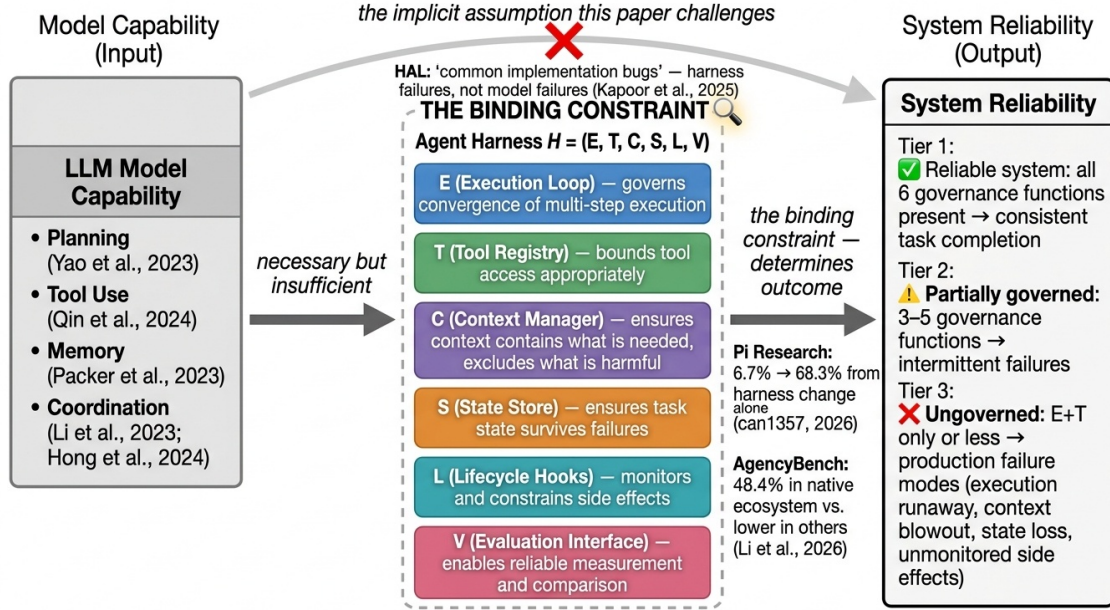 the implicit assumption this paper challenges
Model Capability
(Input)
LLM Model
Capability
• Planning
(Yao et al., 2023)
• Tool Use
(Qin et al., 2024)
• Memory
(Packer et al., 2023)
• Coordination
(Li et al., 2023;
Hong et al., 2024)
necessary but
insufficient
HAL: ‘common implementation bugs’ — harness
failures, not model failures (Kapoor et al., 2025)
THE BINDING CONSTRAINT
Agent Harness H = (E, T, C, S, L, V)
E (Execution Loop) — governs
convergence of multi-step execution
T (Tool Registry) — bounds tool
access appropriately
C (Context Manager) — ensures
context contains what is needed,
excludes what is harmful
S (State Store) — ensures task
state survives failures
L (Lifecycle Hooks) — monitors
and constrains side effects
V (Evaluation Interface) —
enables reliable measurement
and comparison
the binding
constraint —
determines
outcome
Pi Research:
6.7% → 68.3% from
harness change
alone
(can1357, 2026)
AgencyBench:
48.4% in native
ecosystem vs.
lower in others
(Li et al., 2026)
System Reliability
(Output)
System Reliability
Tier 1:
✅ Reliable system: all
6 governance functions
present → consistent
task completion
Tier 2:
⚠️ Partially governed:
3–5 governance
functions →
intermittent failures
Tier 3:
❌ Ungoverned: E+T
only or less →
production failure
modes (execution
runaway, context
blowout, state loss,
unmonitored side
effects)